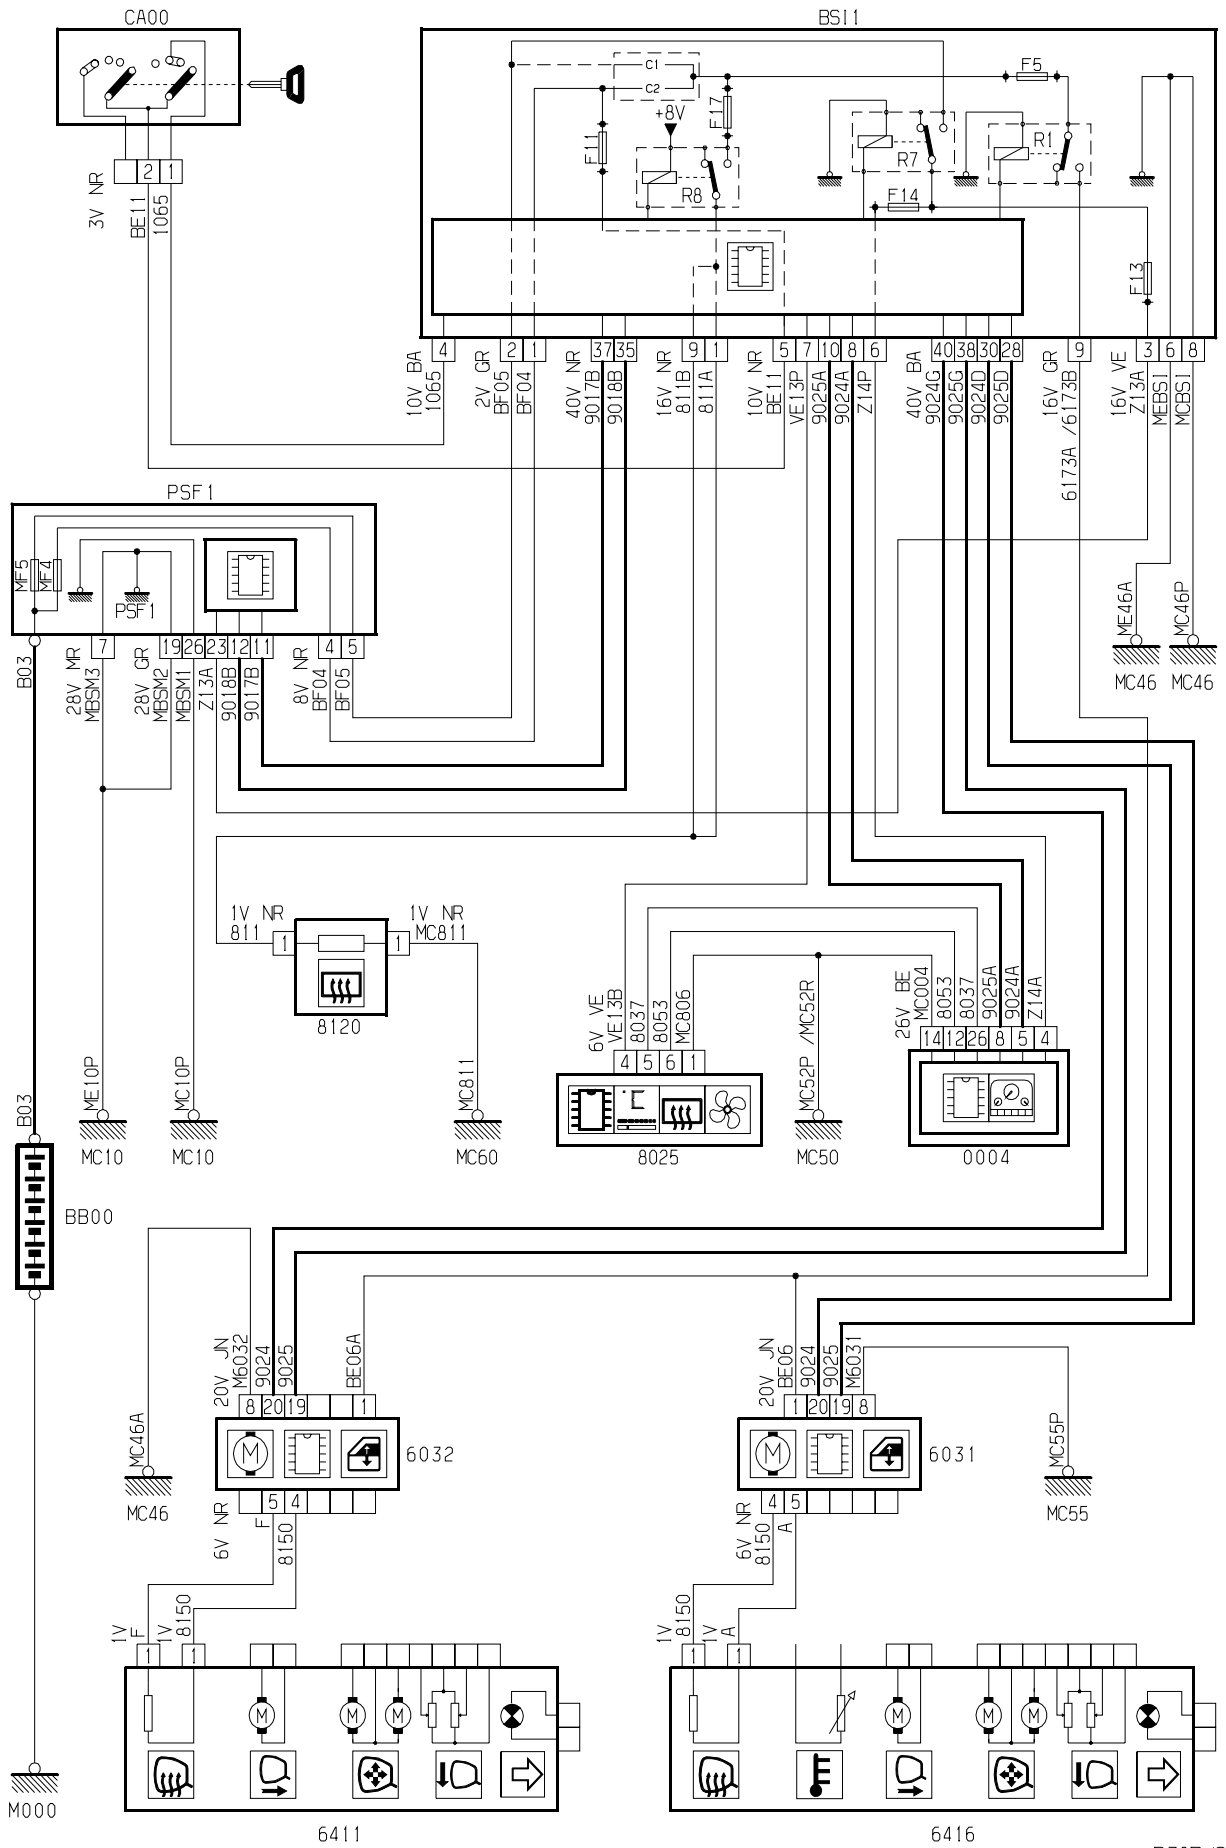 CA00
BSI1
C1
C2
F5
+8V
F17
F11
R8
R7
R1
F14
F13
2 1
3V NR
BE11
1065
4 2 1 37 35 9 1 5 7 10 8 6 40 38 30 28 9 3 6 8
10V BA
1065
2V GR
BF05
BF04
40V NR
9017B
9018B
16V NR
811B
811A
10V NR
BE11
VE13P
9025A
9024A
Z14P
40V BA
9024G
9025G
9024D
9025D
16V GR
6173A /6173B
16V VE
Z13A
MEBSI
MCBSI
PSF1
MF5
MF4
PSF1
7 19 26 23 12 11 4 5
B03
28V MR
MBSM3
28V GR
MBSM2
MBSM1
Z13A
9018B
9017B
8V NR
BF04
BF05
ME46A
MC46P
MC46
MC46
1V NR
811
1 1
1V NR
MC811
8120
6V VE
VE13B
8037
8053
MC806
4 5 6 1
°C
8025
MC52P /MC52R
26V BE
MC004
8053
8037
9025A
9024A
Z14A
14 12 26 8 5 4
0004
B03
ME10P
MC10P
MC811
MC10
MC10
MC60
MC50
BB00
20V JN
M6032
9024
9025
BE06A
8 20 19 1
M
6032
MC46A
MC46
6V NR
F
8150
5 4
20V JN
BE06
9024
9025
M6031
1 20 19 8
M
6031
MC55P
MC55
6V NR
8150
A
4 5
1V
F
1V
8150
1 1
M M M
6411
1V
8150
1V
A
1 1
M M M
6416
M000